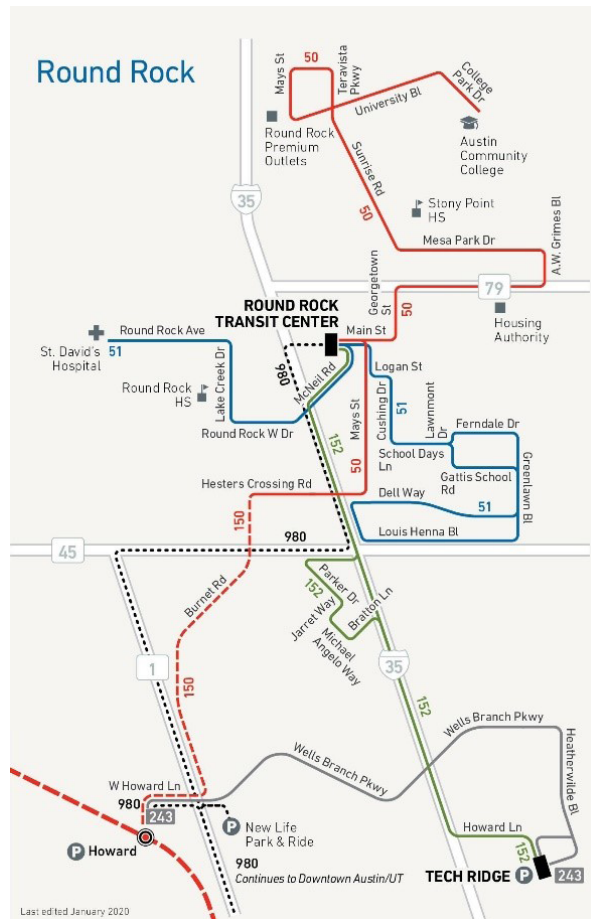 Round Rock
Mays St
50
Teravista
Pkwy
College
Park Dr
University Bl
Round Rock
Premium
Outlets
Austin
Community
College
Sunrise Rd
35
50
Stony Point
HS
Mesa Park Dr
A.W. Grimes Bl
Georgetown
St
79
50
ROUND ROCK
TRANSIT CENTER
Main St
Housing
Authority
Round Rock Ave
51
St. David's
Hospital
Lake Creek Dr
980
McNeil Rd
Logan St
Round Rock
HS
Mays St
Cushing Dr
51
Lawnmont
Dr
Ferndale Dr
Round Rock W Dr
152
School Days
Ln
Gattis School
Rd
50
Greenlawn Bl
Hesters Crossing Rd
Dell Way
51
150
980
Louis Henna Bl
45
Burnet Rd
Parker Dr
152
Jarret Way
Bratton Ln
Michael
Angelo Way
1
35
150
152
Wells Branch Pkwy
Wells Branch Pkwy
Heatherwilde Bl
W Howard Ln
980
243
P New Life
Park & Ride
Howard Ln
P Howard
152
980
Continues to Downtown Austin/UT
TECH RIDGE P
243
Last edited January 2020